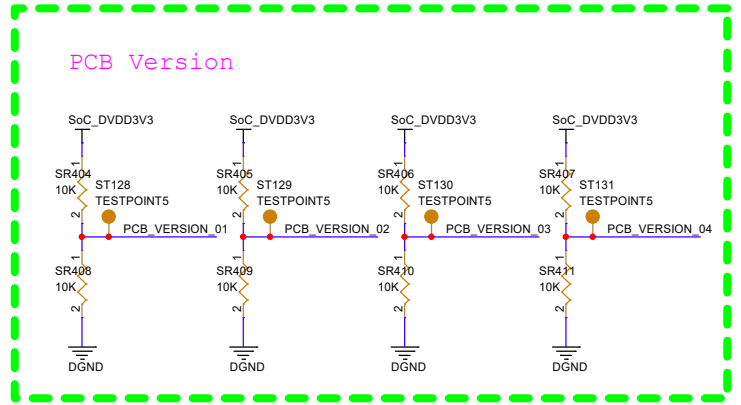 PCB Version
SoC_DVDD3V3 SoC_DVDD3V3 SoC_DVDD3V3 SoC_DVDD3V3
1 1 1 1
SR404 SR405 SR406 SR407
10K ST128 10K ST129 10K ST130 10K ST131
TESTPOINT5 TESTPOINT5 TESTPOINT5 TESTPOINT5
2 2 2 2
PCB_VERSION_01 PCB_VERSION_02 PCB_VERSION_03 PCB_VERSION_04
1 1 1 1
SR408 SR409 SR410 SR411
10K 10K 10K 10K
2 2 2 2
DGND DGND DGND DGND